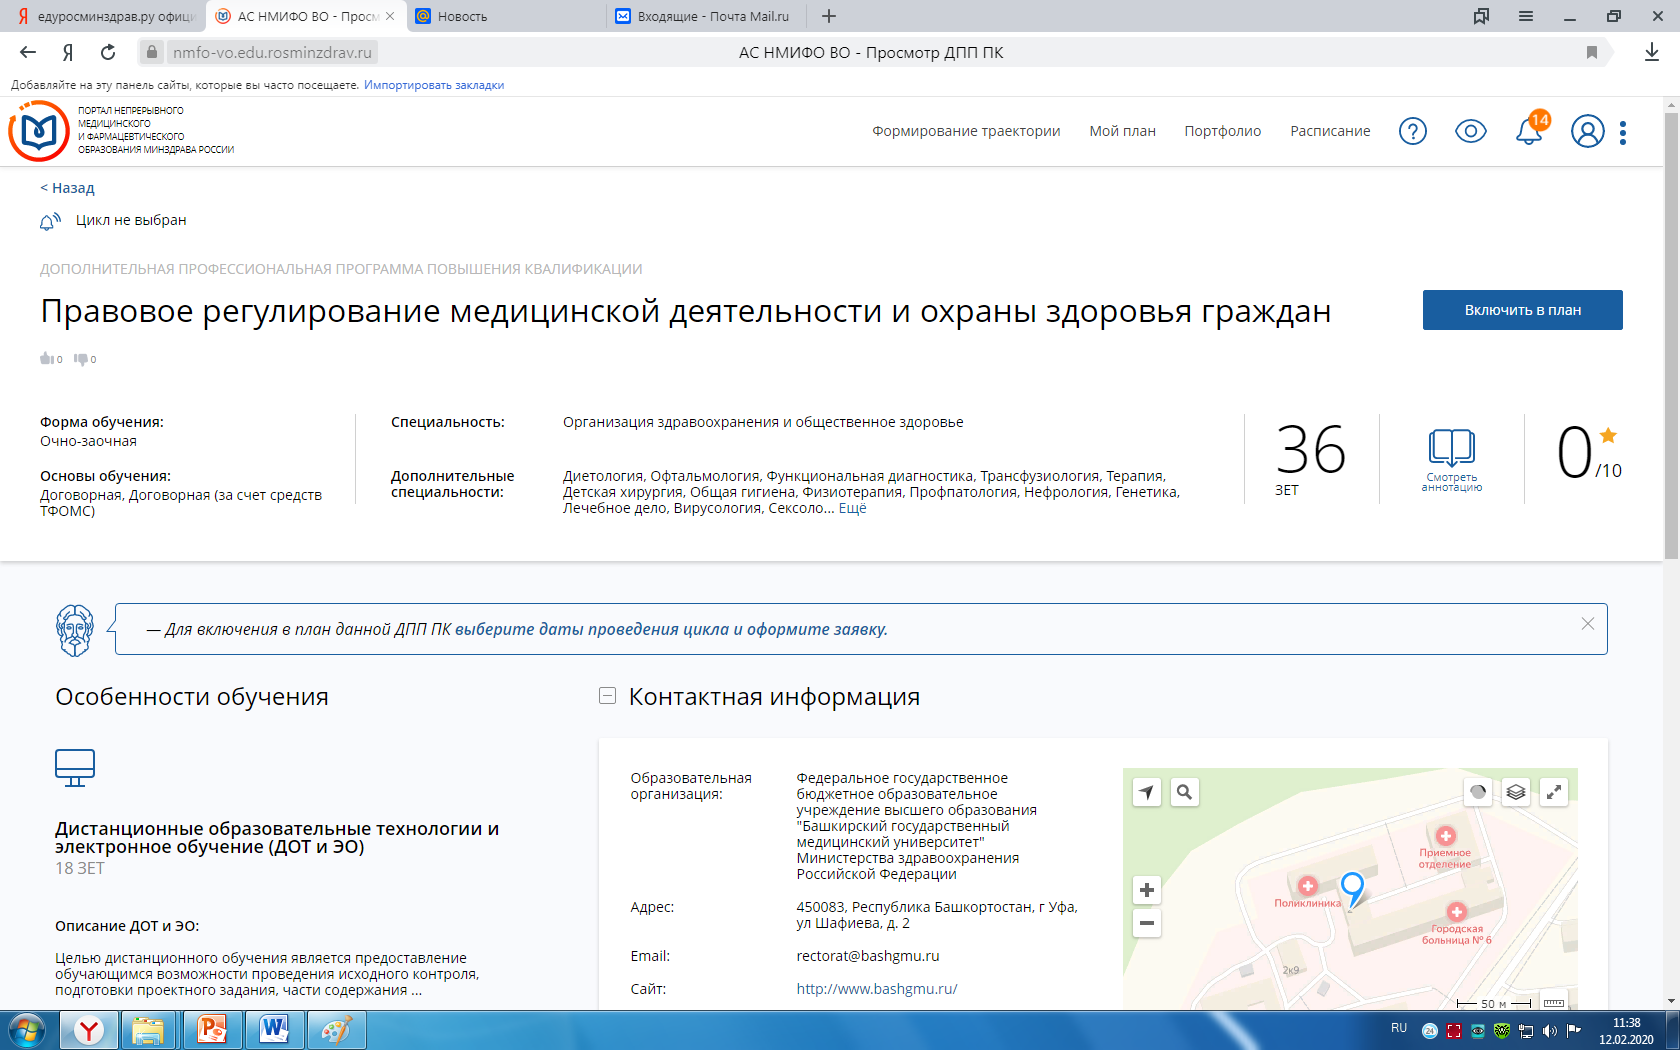 едуросминздрав.ру офици
АС НМИФО ВО - Просм
Новость
Входящие - Почта Mail.ru
nmfo-vo.edu.rosminzdrav.ru
АС НМИФО ВО - Просмотр ДПП ПК
Добавляйте на эту панель сайты, которые вы часто посещаете. Импортировать закладки
ПОРТАЛ НЕПРЕРЫВНОГО
МЕДИЦИНСКОГО
И ФАРМАЦЕВТИЧЕСКОГО
ОБРАЗОВАНИЯ МИНЗДРАВА РОССИИ
Формирование траектории
Мой план
Портфолио
Расписание
14
< Назад
Цикл не выбран
ДОПОЛНИТЕЛЬНАЯ ПРОФЕССИОНАЛЬНАЯ ПРОГРАММА ПОВЫШЕНИЯ КВАЛИФИКАЦИИ
Правовое регулирование медицинской деятельности и охраны здоровья граждан
Включить в план
0
0
Форма обучения:
Очно-заочная
Основы обучения:
Договорная, Договорная (за счет средств
ТФОМС)
Специальность:
Организация здравоохранения и общественное здоровье
Дополнительные
специальности:
Диетология, Офтальмология, Функциональная диагностика, Трансфузиология, Терапия,
Детская хирургия, Общая гигиена, Физиотерапия, Профпатология, Нефрология, Генетика,
Лечебное дело, Вирусология, Сексоло... Ещё
36
ЗЕТ
Смотреть
аннотацию
0
/10
— Для включения в план данной ДПП ПК выберите даты проведения цикла и оформите заявку.
Особенности обучения
Дистанционные образовательные технологии и
электронное обучение (ДОТ и ЭО)
18 ЗЕТ
Описание ДОТ и ЭО:
Целью дистанционного обучения является предоставление
обучающимся возможности проведения исходного контроля,
подготовки проектного задания, части содержания ...
Контактная информация
Образовательная
организация:
Федеральное государственное
бюджетное образовательное
учреждение высшего образования
"Башкирский государственный
медицинский университет"
Министерства здравоохранения
Российской Федерации
Адрес:
450083, Республика Башкортостан, г Уфа,
ул Шафиева, д. 2
Email:
rectorat@bashgmu.ru
Сайт:
http://www.bashgmu.ru/
Приемное
отделение
Поликлиника
Городская
больница № 6
2к9
50 м
RU
11:38
12.02.2020